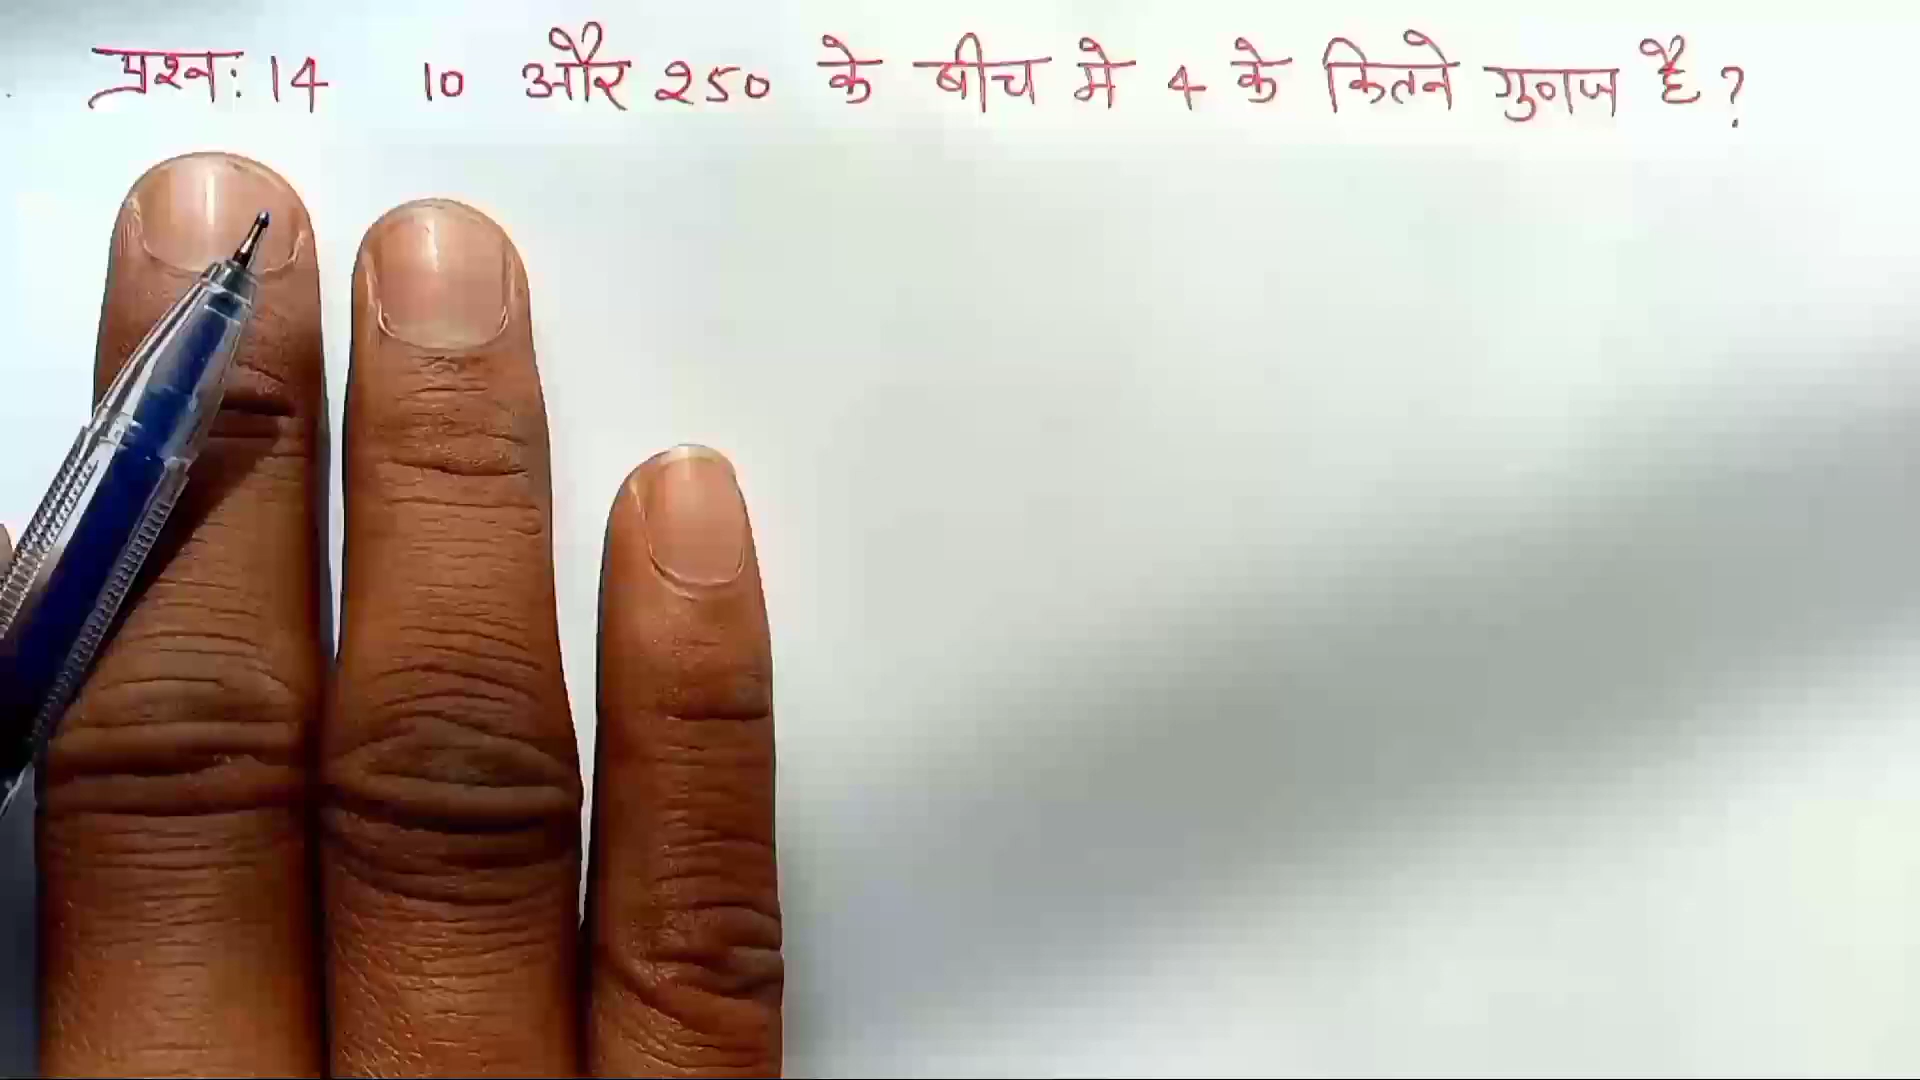 प्रश्न: 14 10 और 250 के बीच मे 4 के कितने गुणज है ?